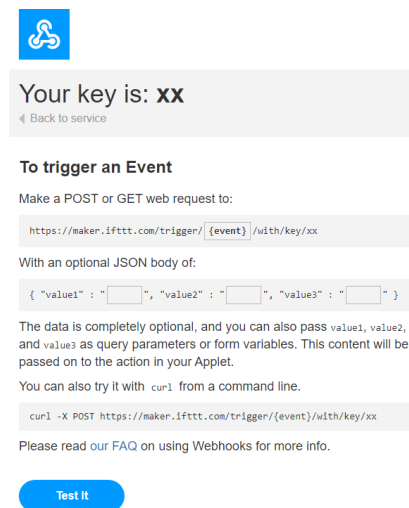 Your key is: xx
Back to service
To trigger an Event
Make a POST or GET web request to:
https://maker.ifttt.com/trigger/ {event} /with/key/xx
With an optional JSON body of:
{ "value1" : " ", "value2" : " ", "value3" : " " }
The data is completely optional, and you can also pass value1, value2,
and value3 as query parameters or form variables. This content will be
passed on to the action in your Applet.
You can also try it with curl from a command line.
curl -X POST https://maker.ifttt.com/trigger/{event}/with/key/xx
Please read our FAQ on using Webhooks for more info.
Test It